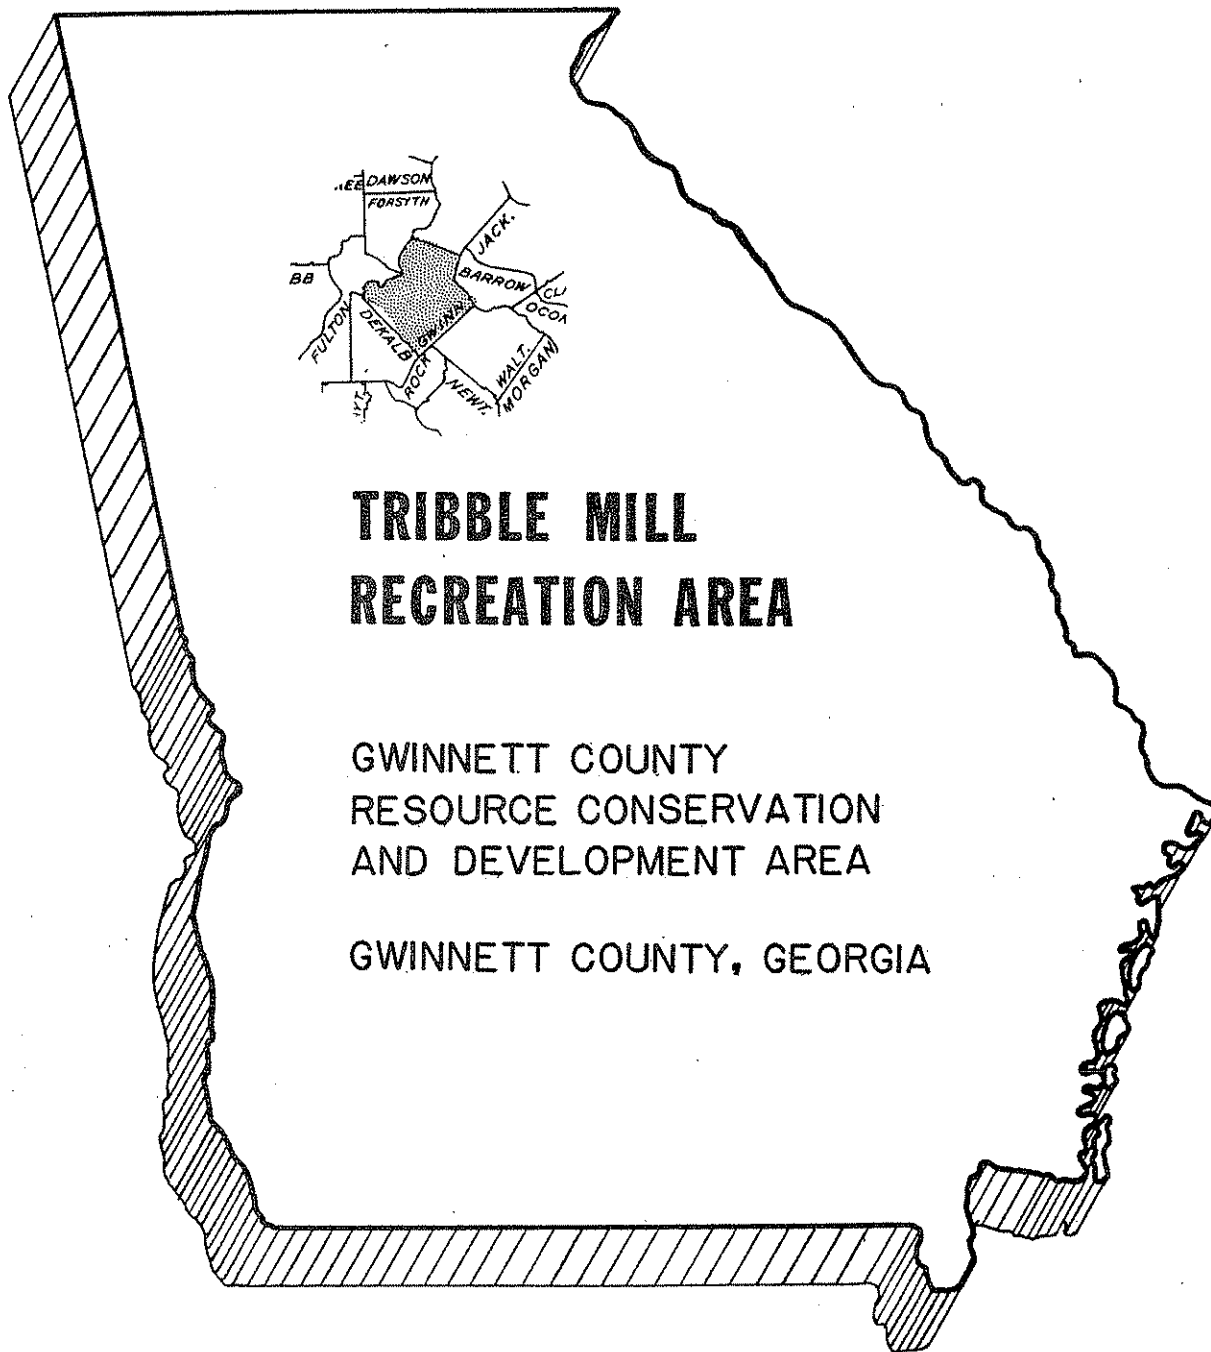 DAWSON
FORSYTH
JACK.
BB
BARROW
FULTON
DEKALB
GWINN
ROCK
NEWT.
WALT.
MORGAN
TRIBBLE MILL
RECREATION AREA
GWINNETT COUNTY
RESOURCE CONSERVATION
AND DEVELOPMENT AREA
GWINNETT COUNTY, GEORGIA